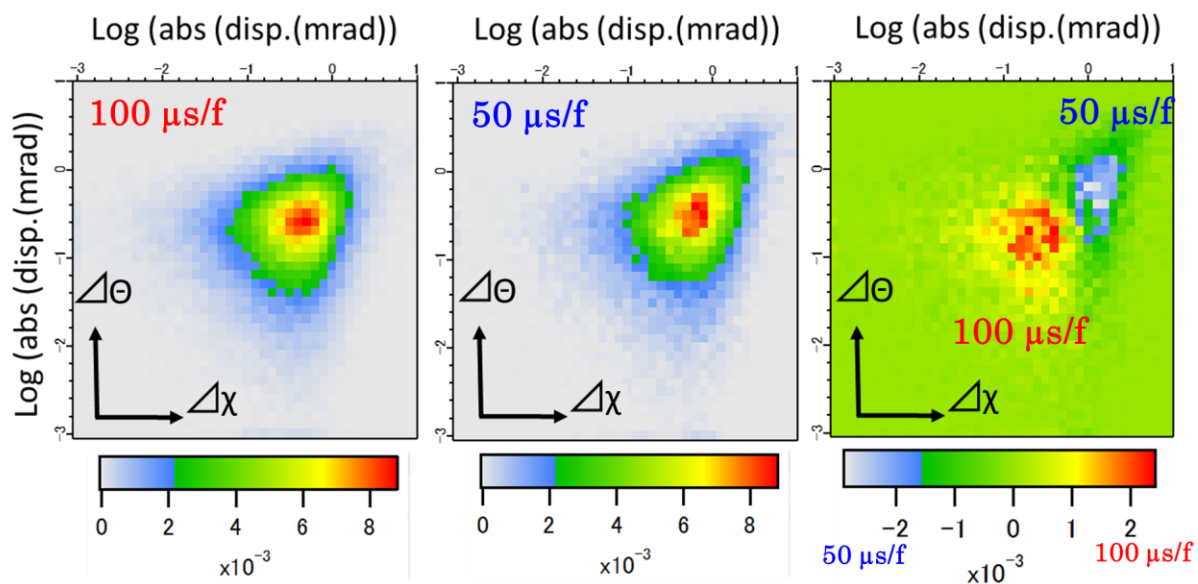 Log (abs (disp.(mrad)) Log (abs (disp.(mrad)) Log (abs (disp.(mrad))
-3 -2 -1 0 1 -3 -2 -1 0 1 -3 -2 -1 0 1
100 µs/f 50 µs/f 50 µs/f
Log (abs (disp.(mrad))
1 0 -1 -2 -3
1 0 -1 -2 -3
1 0 -1 -2 -3
⊿Θ ⊿Θ ⊿Θ
100 µs/f
⊿χ ⊿χ ⊿χ
0 2 4 6 8 0 2 4 6 8 −2 −1 0 1 2
50 µs/f 100 µs/f
x10⁻³ x10⁻³ x10⁻³